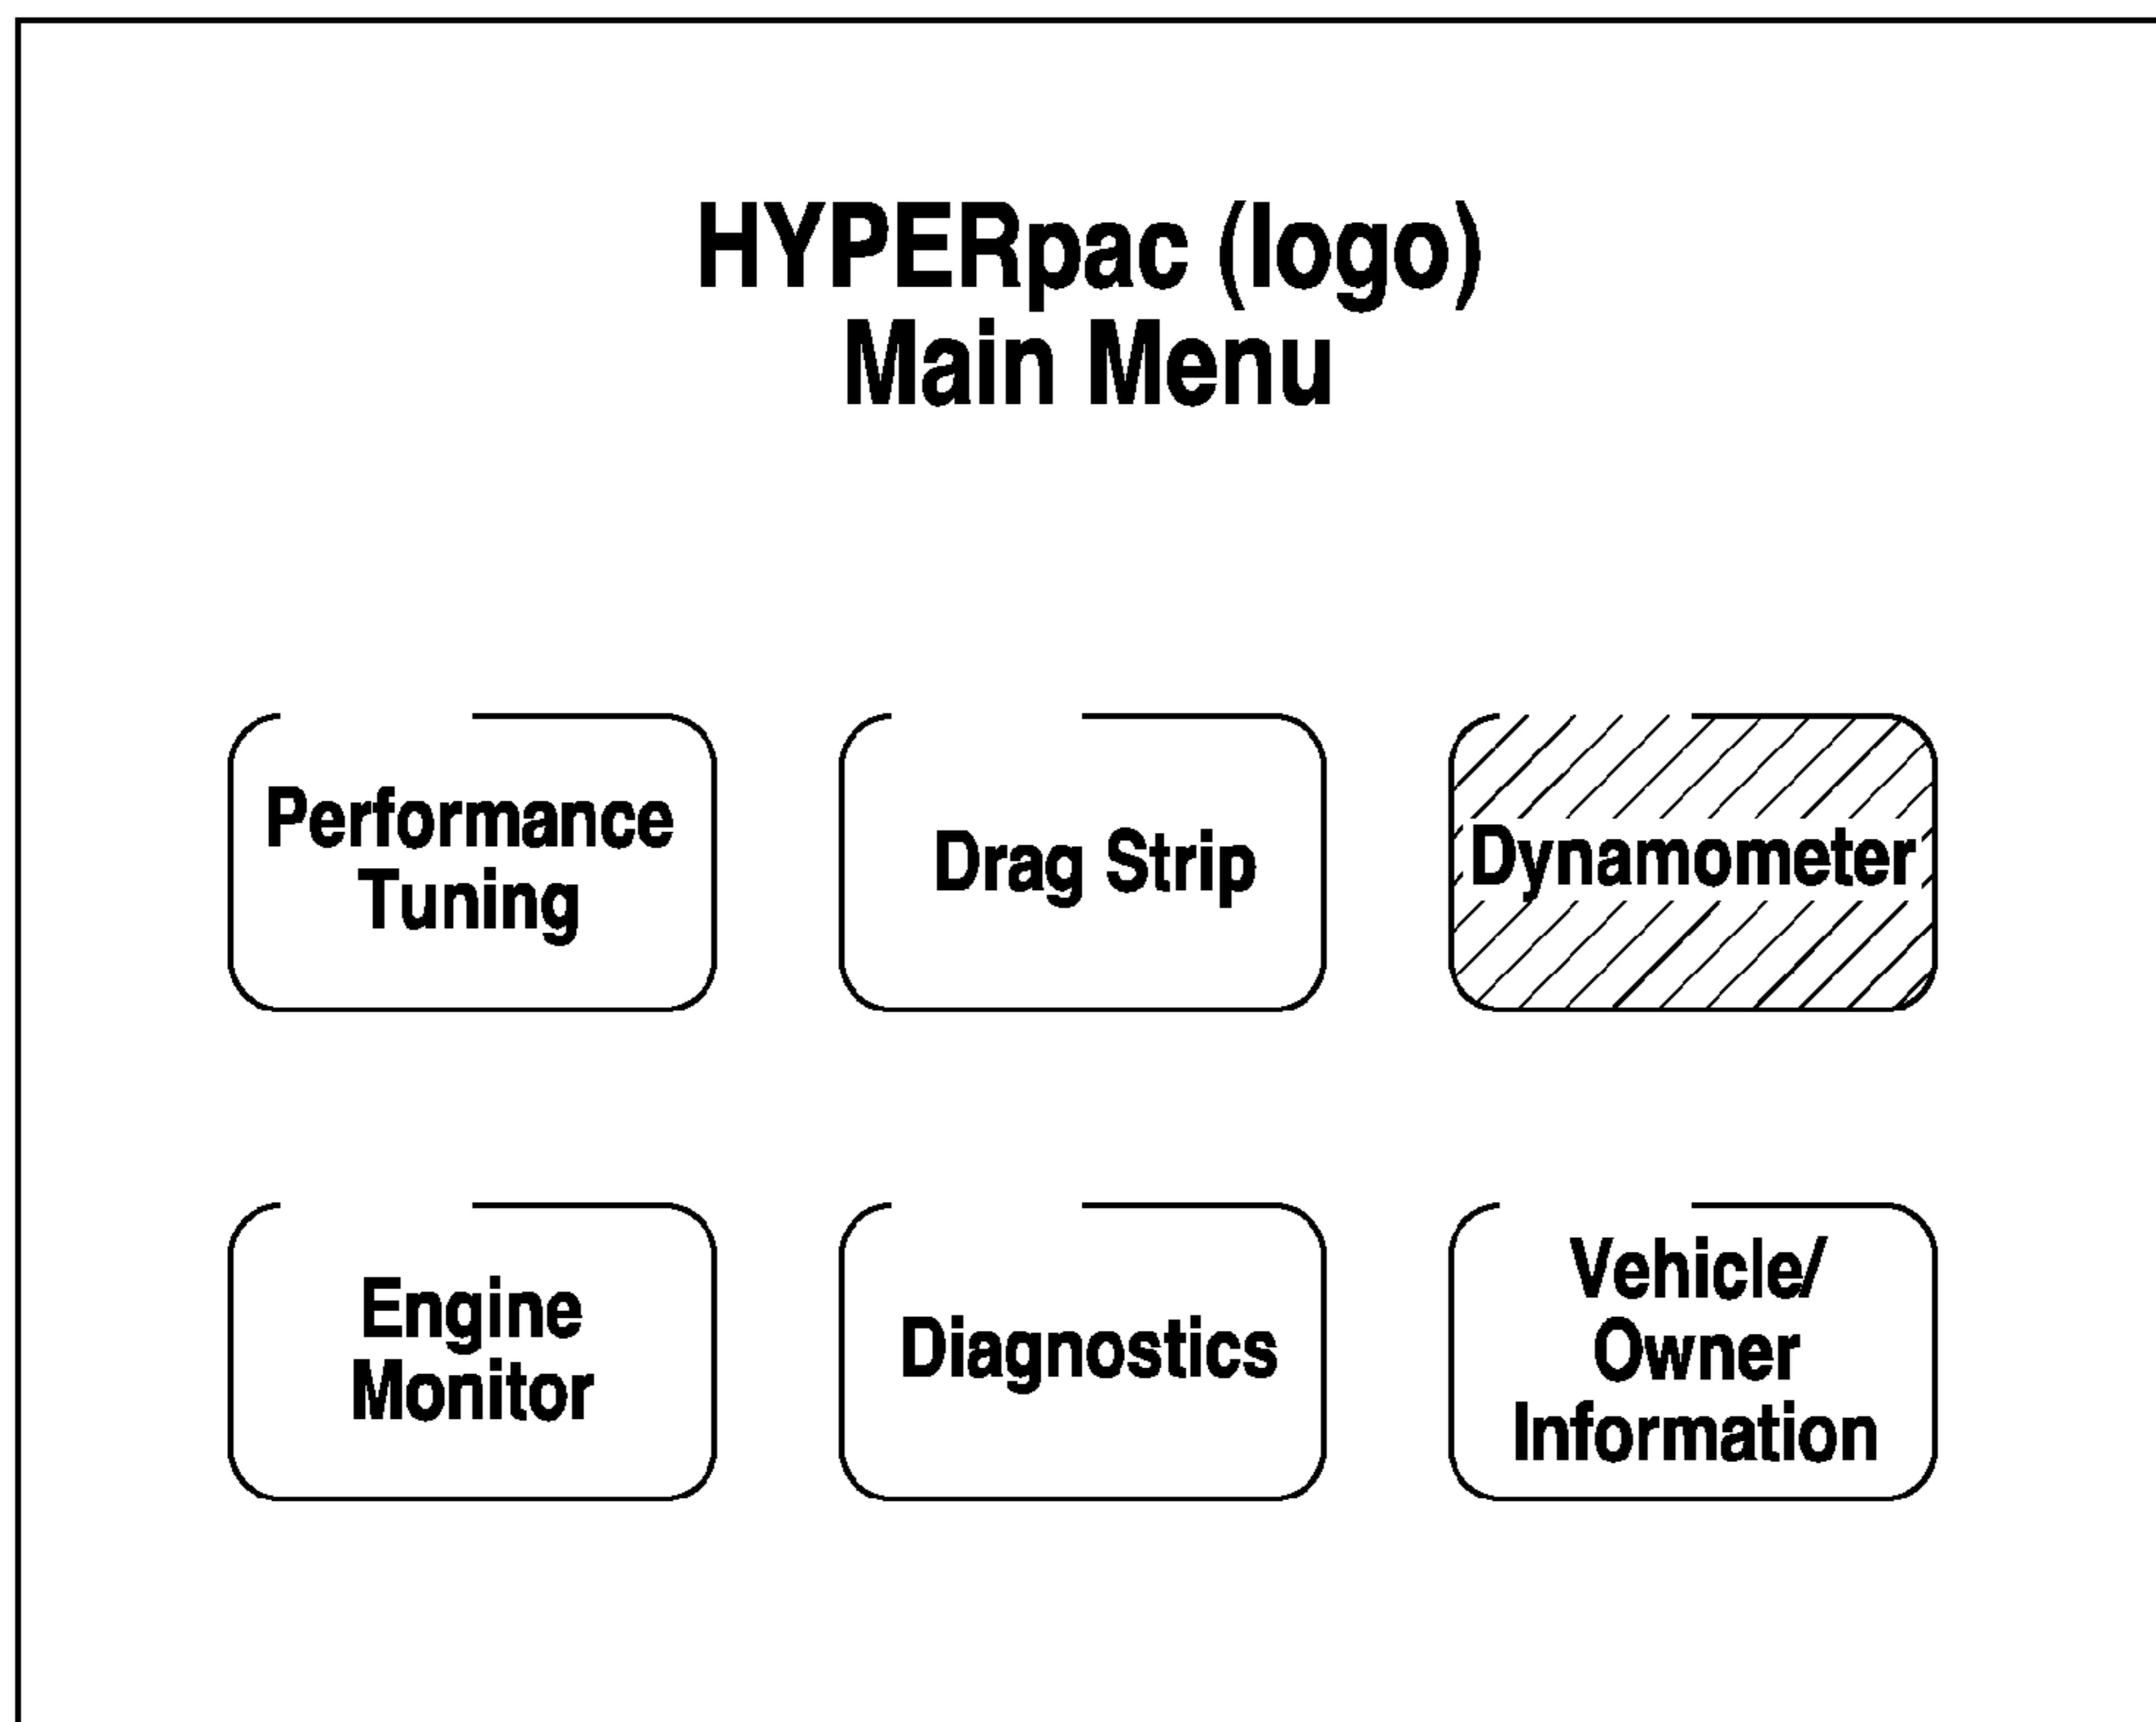 HYPERpac (logo)
Main Menu
Performance
Tuning
Drag Strip
Dynamometer
Engine
Monitor
Diagnostics
Vehicle/
Owner
Information